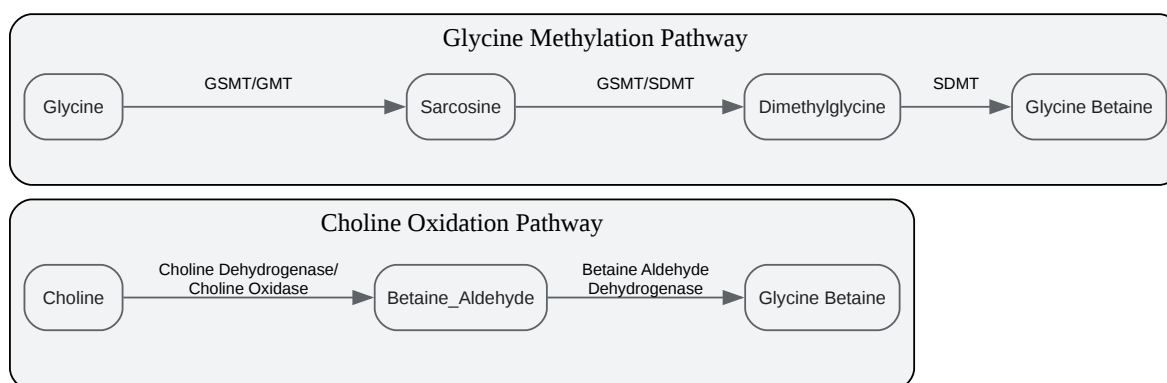 Glycine Methylation Pathway
GSMT/GMT
GSMT/SDMT
SDMT
Glycine
Sarcosine
Dimethylglycine
Glycine Betaine
Choline Oxidation Pathway
Choline Dehydrogenase/
Choline Oxidase
Betaine Aldehyde
Dehydrogenase
Choline
Betaine_Aldehyde
Glycine Betaine